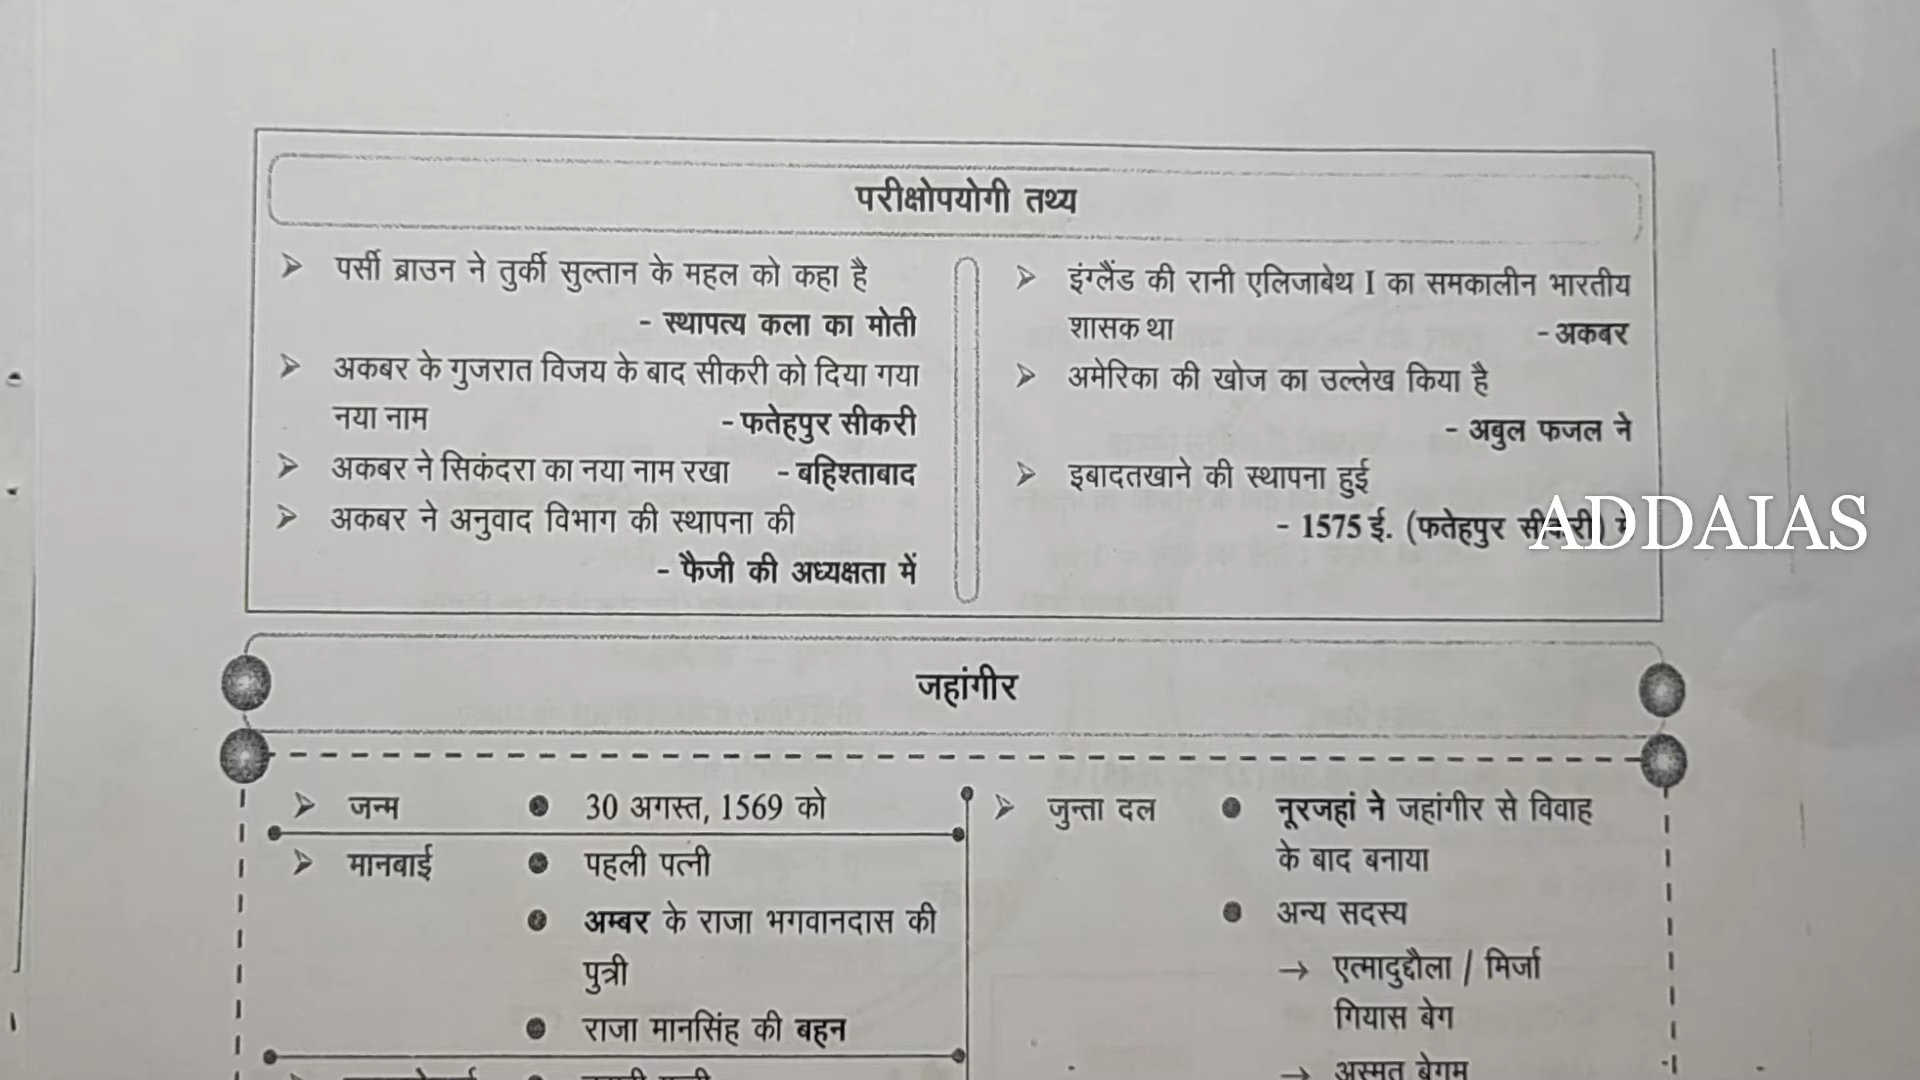 परीक्षोपयोगी तथ्य
➢ पर्सी ब्राउन ने तुर्की सुल्तान के महल को कहा है
- स्थापत्य कला का मोती
➢ अकबर के गुजरात विजय के बाद सीकरी को दिया गया
नया नाम - फतेहपुर सीकरी
➢ अकबर ने सिकंदरा का नया नाम रखा - बहिश्ताबाद
➢ अकबर ने अनुवाद विभाग की स्थापना की
- फैजी की अध्यक्षता में
➢ इंग्लैंड की रानी एलिजाबेथ I का समकालीन भारतीय
शासक था - अकबर
➢ अमेरिका की खोज का उल्लेख किया है
- अबुल फजल ने
➢ इबादतखाने की स्थापना हुई
- 1575 ई. (फतेहपुर सीकरी) में
ADDAIAS
जहांगीर
➢ जन्म ● 30 अगस्त, 1569 को
➢ मानबाई ● पहली पत्नी
● अम्बर के राजा भगवानदास की
पुत्री
● राजा मानसिंह की बहन
➢ जुन्ता दल ● नूरजहां ने जहांगीर से विवाह
के बाद बनाया
● अन्य सदस्य
→ एत्मादुद्दौला / मिर्जा
गियास बेग
→ अस्मत बेगम